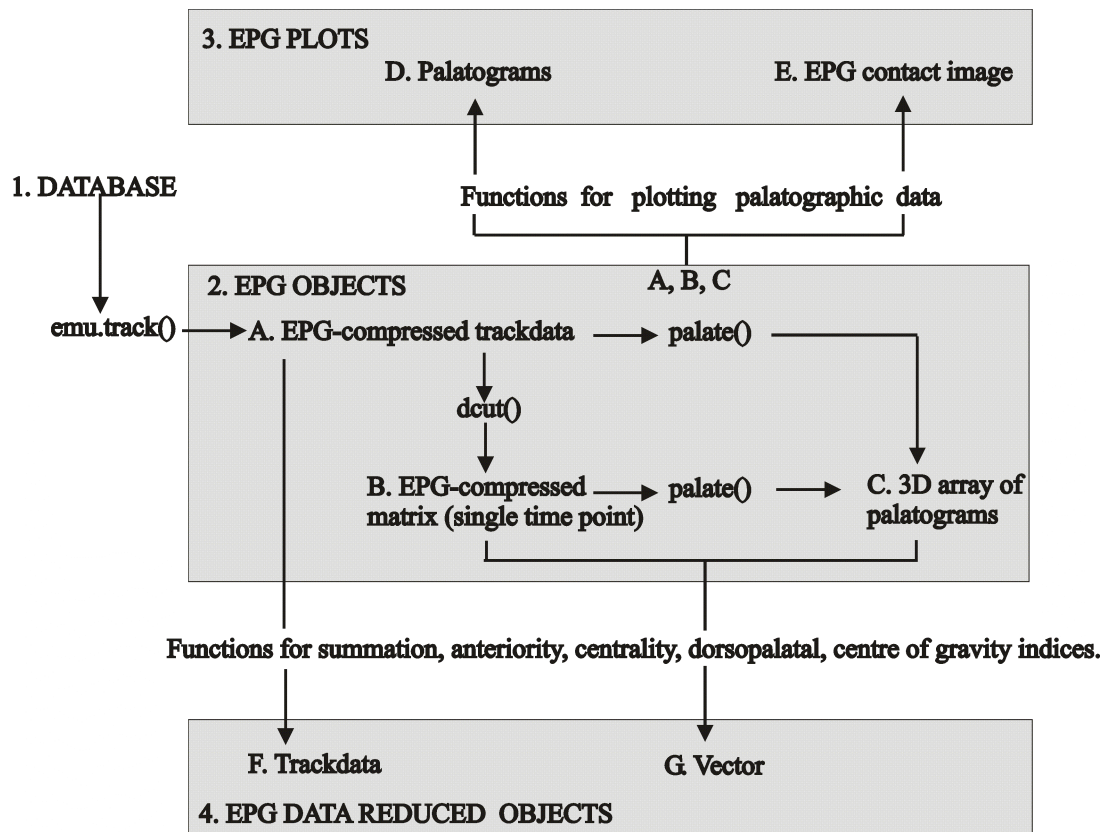 3. EPG PLOTS
D. Palatograms
E. EPG contact image
1. DATABASE
Functions for plotting palatographic data
2. EPG OBJECTS
A, B, C
emu.track()
A. EPG-compressed trackdata
palate()
dcut()
B. EPG-compressed
matrix (single time point)
palate()
C. 3D array of
palatograms
Functions for summation, anteriority, centrality, dorsopalatal, centre of gravity indices.
F. Trackdata
G. Vector
4. EPG DATA REDUCED OBJECTS